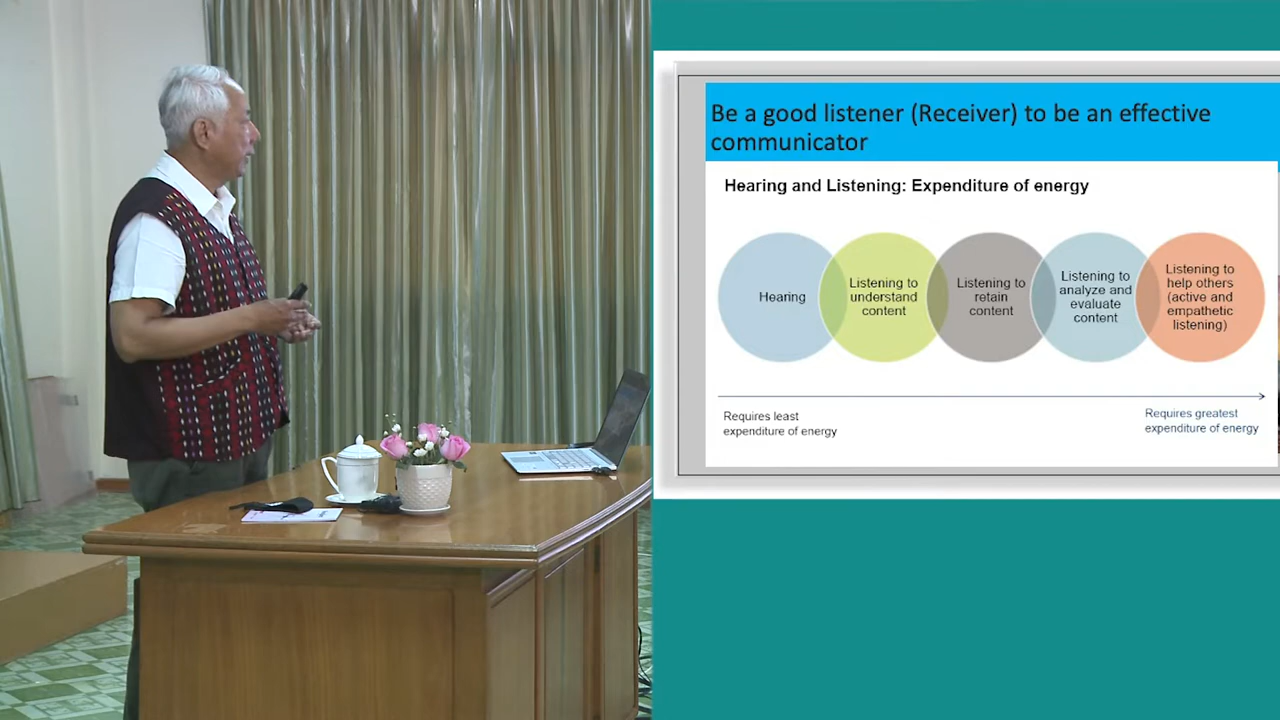 Be a good listener (Receiver) to be an effective
communicator
Hearing and Listening: Expenditure of energy
Hearing
Listening to
understand
content
Listening to
retain
content
Listening to
analyze and
evaluate
content
Listening to
help others
(active and
empathetic
listening)
Requires least
expenditure of energy
Requires greatest
expenditure of energy